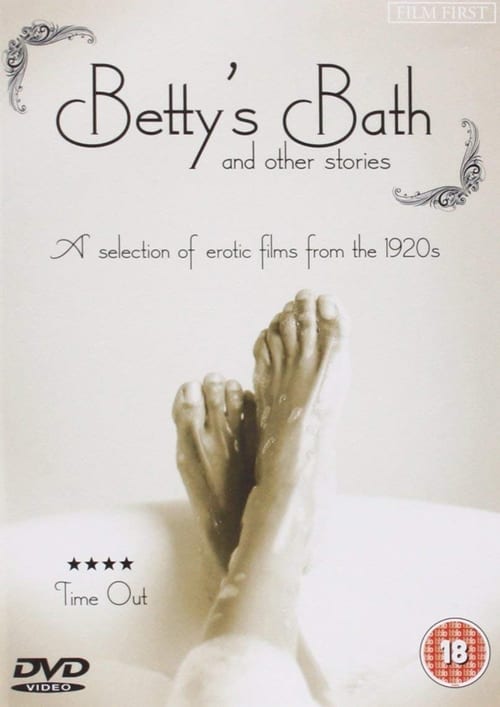 FILM FIRST
Betty's Bath
and other stories
A selection of erotic films from the 1920s
★★★★
Time Out
DVD
VIDEO
18